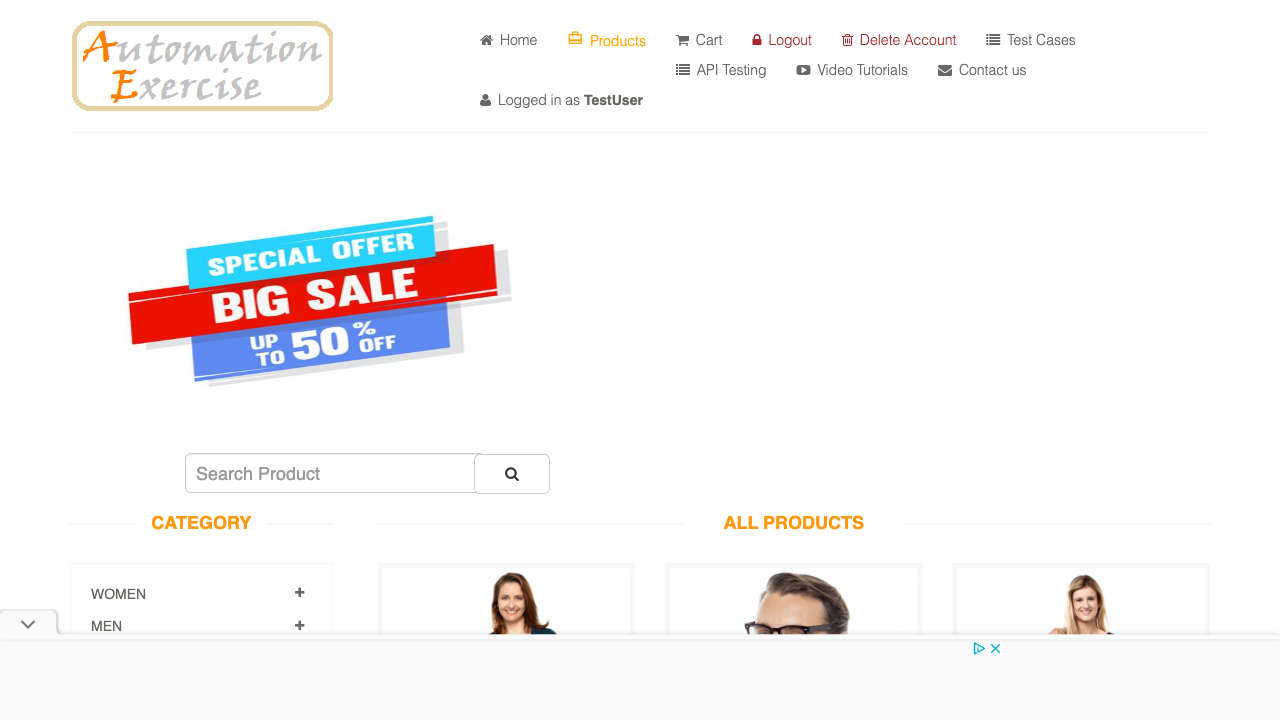 Automation
Exercise
Home Products Cart Logout Delete Account Test Cases
API Testing Video Tutorials Contact us
Logged in as TestUser
SPECIAL OFFER
BIG SALE
UP TO 50% OFF
Search Product
CATEGORY
ALL PRODUCTS
WOMEN
MEN